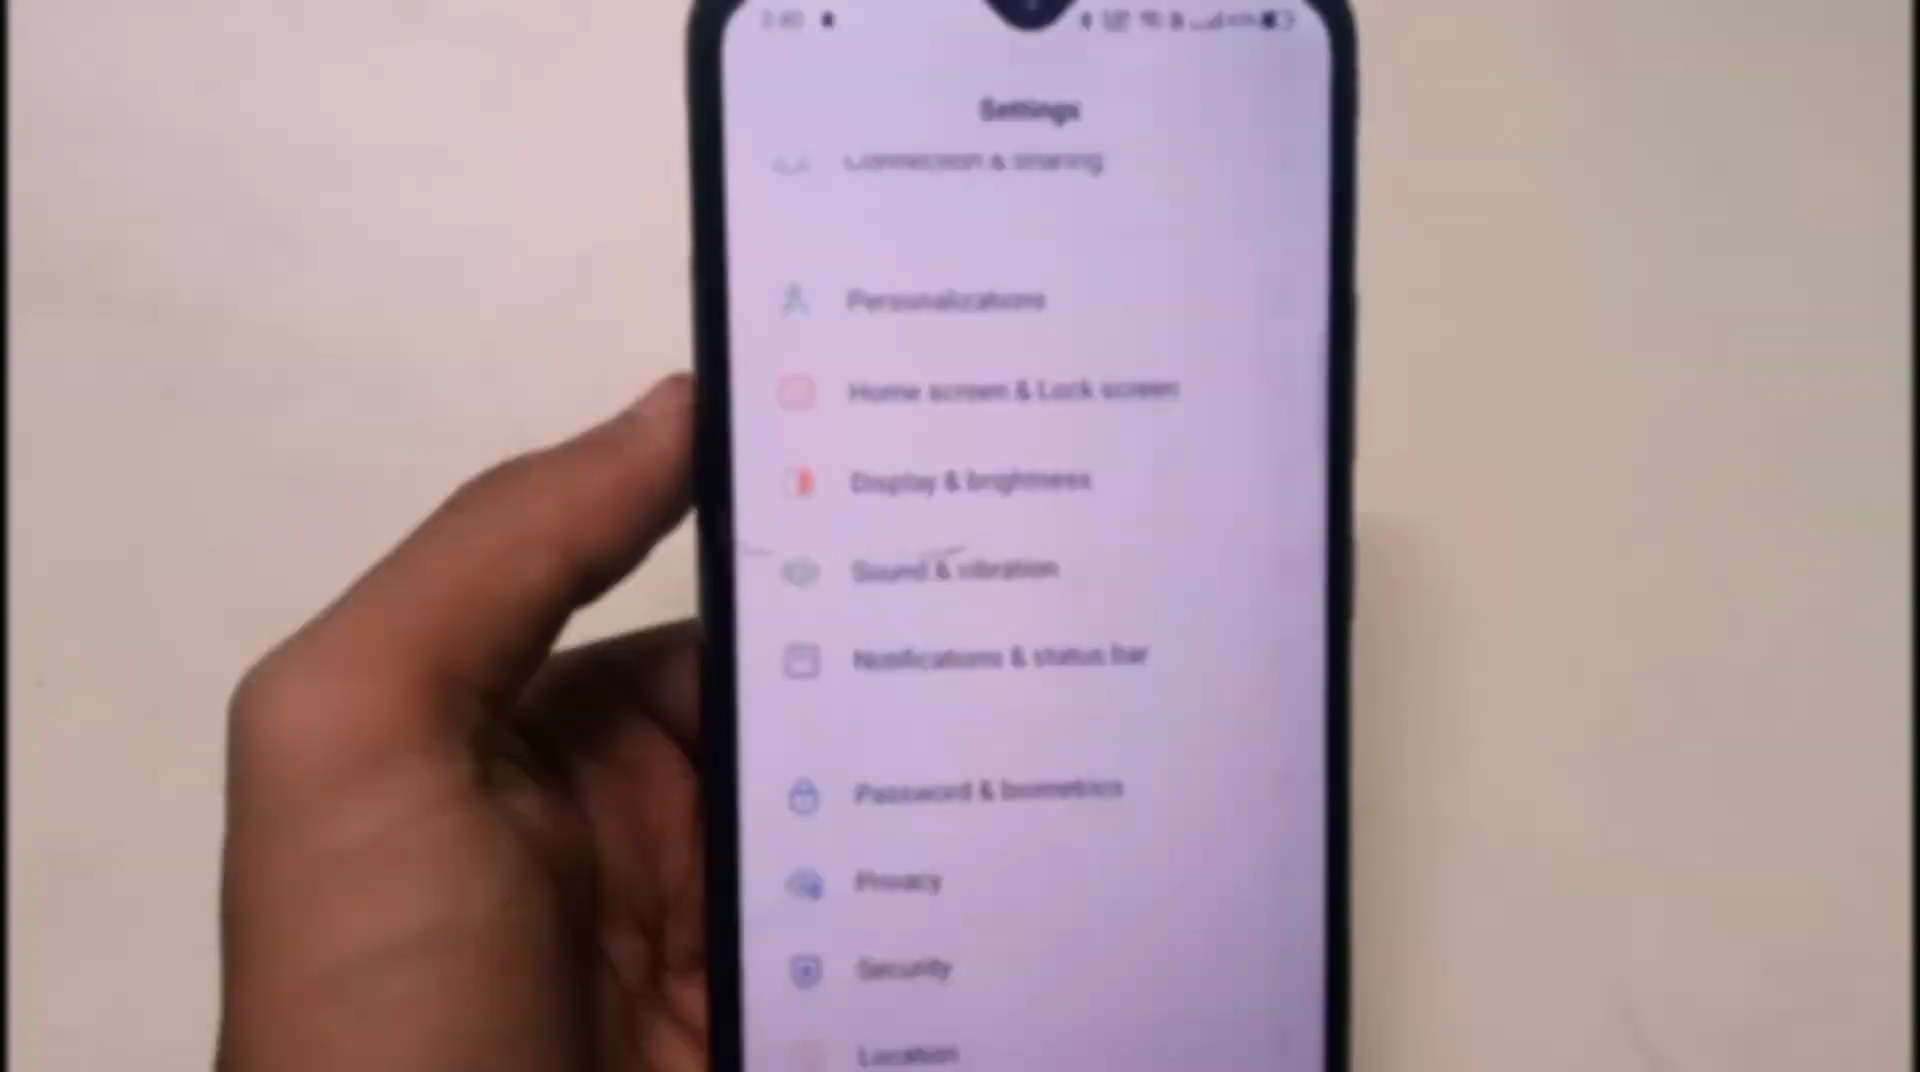 Settings
Connection & sharing
Personalizations
Home screen & Lock screen
Display & brightness
Sound & vibration
Notifications & status bar
Password & biometrics
Privacy
Security
Location